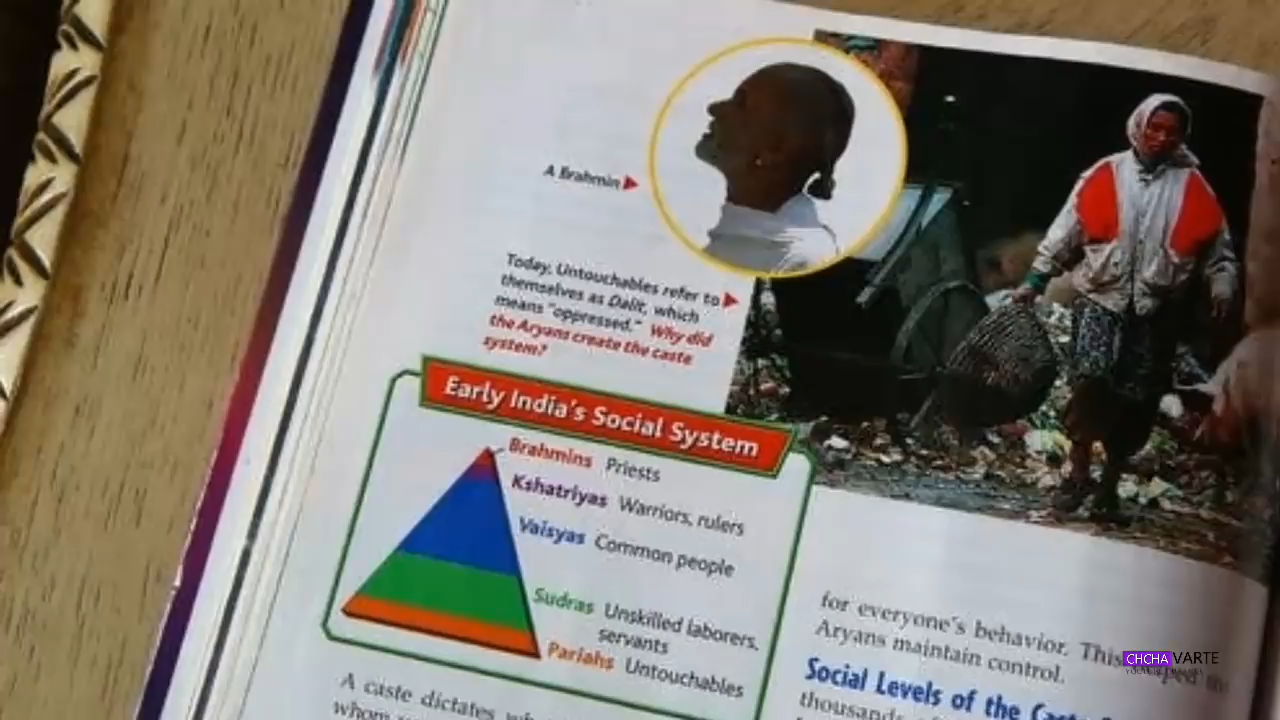 A Brahmin
Today, Untouchables refer to
themselves as Dalit, which
means "oppressed." Why did
the Aryans create the caste
system?
Early India's Social System
Brahmins Priests
Kshatriyas Warriors, rulers
Vaisyas Common people
Sudras Unskilled laborers,
servants
Pariahs Untouchables
A caste dictates
for everyone's behavior. This
Aryans maintain control.
Social Levels of the
thousands
CHCHA VARTE